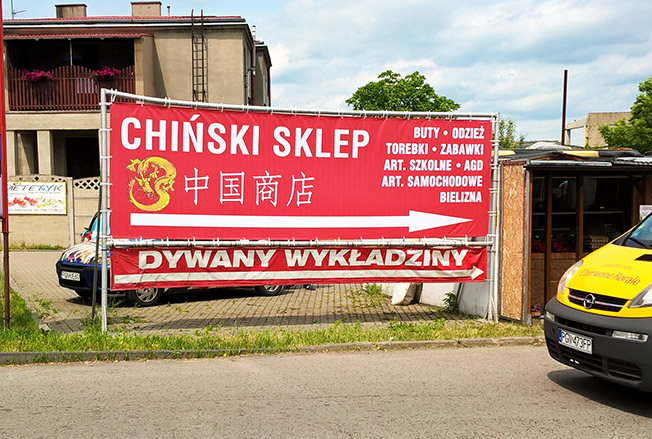 CHIŃSKI SKLEP
中国商店
BUTY • ODZIEŻ
TOREBKI • ZABAWKI
ART. SZKOLNE • AGD
ART. SAMOCHODOWE
BIELIZNA
DYWANY WYKŁADZINY